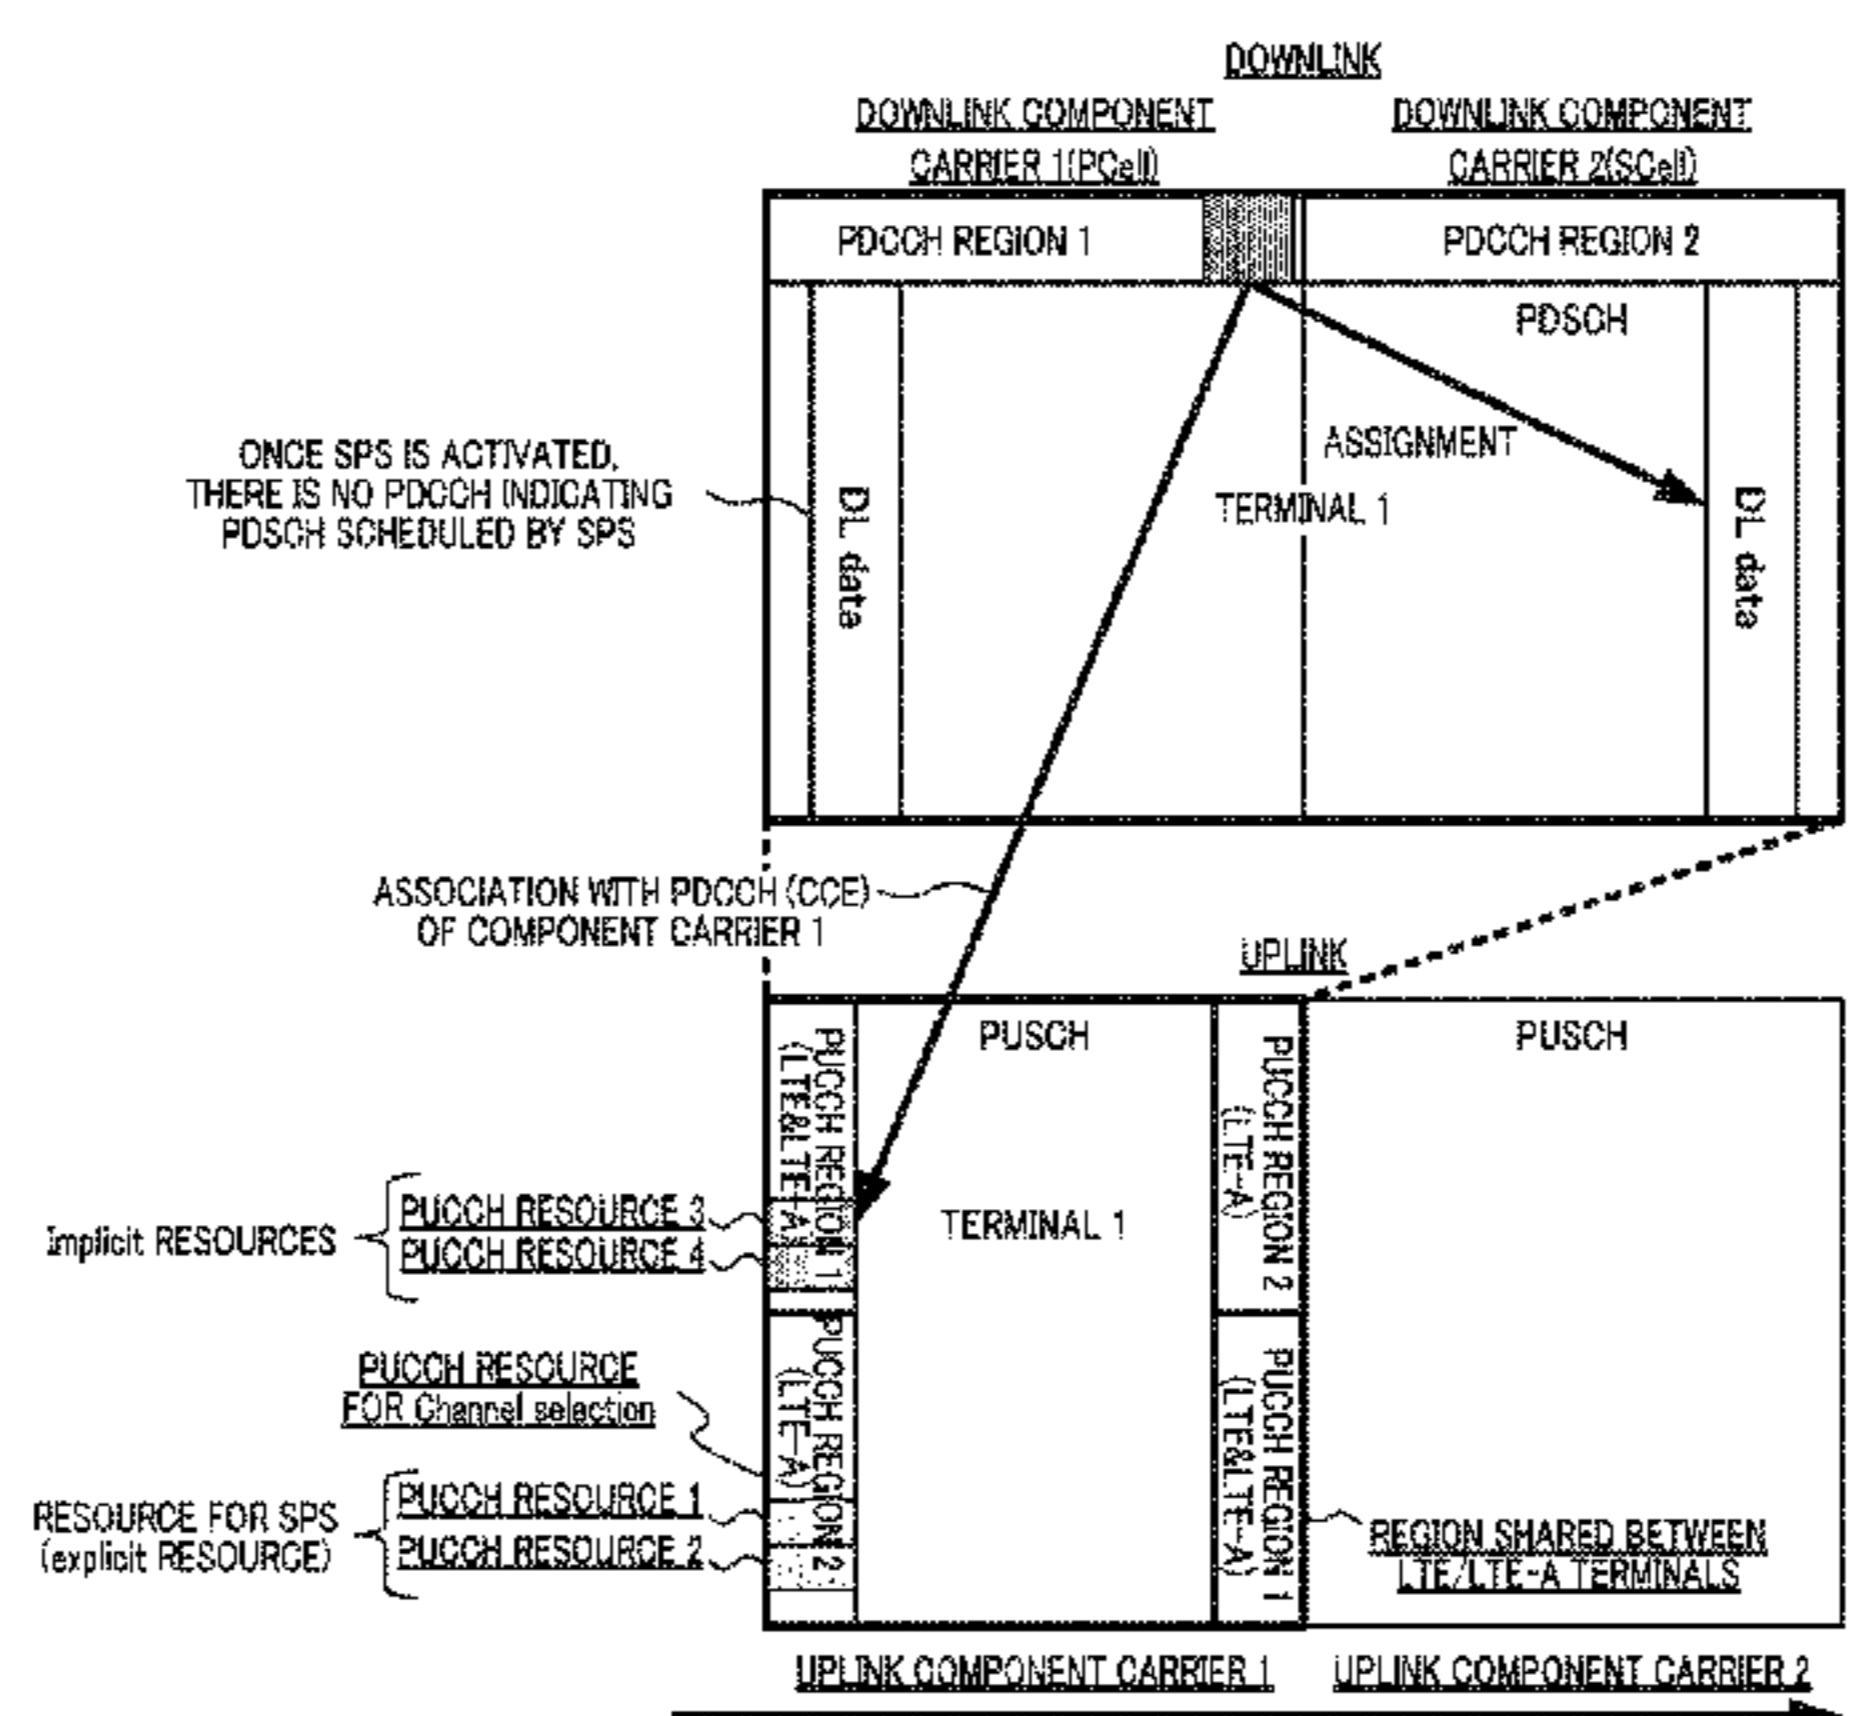 DOWNLINK
DOWNLINK COMPONENT
CARRIER 1(PCell)
DOWNLINK COMPONENT
CARRIER 2(SCell)
PDCCH REGION 1
PDCCH REGION 2
PDSCH
ONCE SPS IS ACTIVATED,
THERE IS NO PDCCH INDICATING
PDSCH SCHEDULED BY SPS
DL data
ASSIGNMENT
TERMINAL 1
DL data
ASSOCIATION WITH PDCCH (CCE)
OF COMPONENT CARRIER 1
UPLINK
PUCCH REGION 1
(LTE&LTE-A)
PUSCH
PUCCH REGION 2
(LTE-A)
PUSCH
Implicit RESOURCES
PUCCH RESOURCE 3
PUCCH RESOURCE 4
TERMINAL 1
PUCCH RESOURCE
FOR Channel selection
PUCCH REGION 2
(LTE-A)
PUCCH REGION 1
(LTE&LTE-A)
RESOURCE FOR SPS
(explicit RESOURCE)
PUCCH RESOURCE 1
PUCCH RESOURCE 2
REGION SHARED BETWEEN
LTE/LTE-A TERMINALS
UPLINK COMPONENT CARRIER 1
UPLINK COMPONENT CARRIER 2